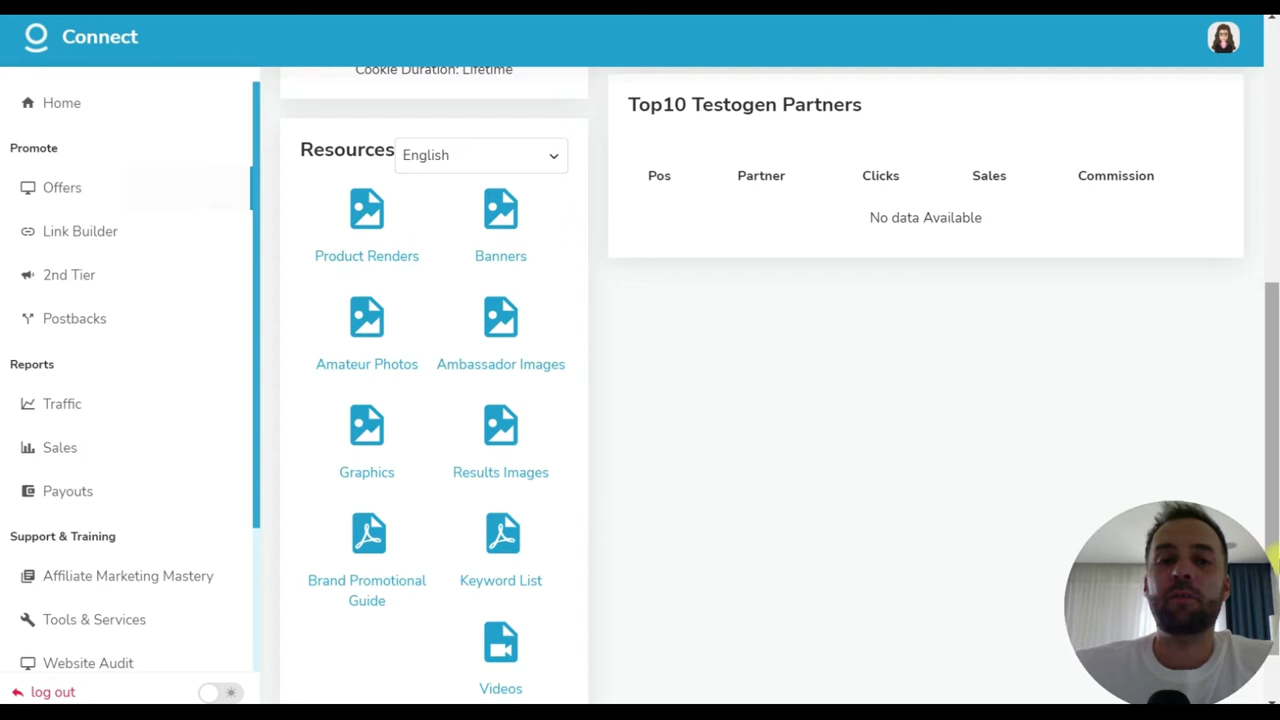 Connect
Home
Promote
Offers
Link Builder
2nd Tier
Postbacks
Reports
Traffic
Sales
Payouts
Support & Training
Affiliate Marketing Mastery
Tools & Services
Website Audit
log out
Cookie Duration: Lifetime
Resources
English
Product Renders
Banners
Amateur Photos
Ambassador Images
Graphics
Results Images
Brand Promotional
Guide
Keyword List
Videos
Top10 Testogen Partners
Pos Partner Clicks Sales Commission
No data Available